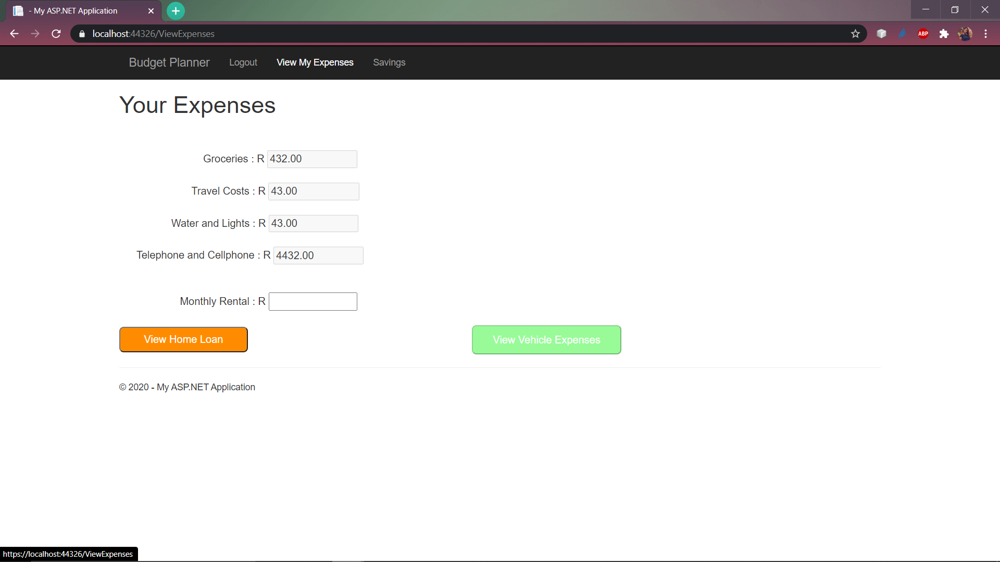 - My ASP.NET Application
localhost:44326/ViewExpenses
ABP
Budget Planner Logout View My Expenses Savings
Your Expenses
Groceries : R 432.00
Travel Costs : R 43.00
Water and Lights : R 43.00
Telephone and Cellphone : R 4432.00
Monthly Rental : R
View Home Loan View Vehicle Expenses
© 2020 - My ASP.NET Application
https://localhost:44326/ViewExpenses